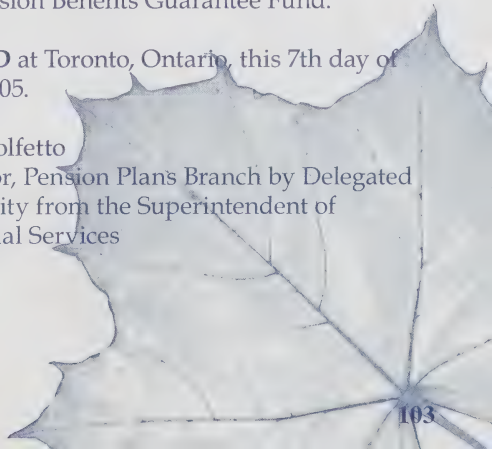 sion Benefits Guarantee Fund.
D at Toronto, Ontario, this 7th day of
05.
olfetto
or, Pension Plans Branch by Delegated
ity from the Superintendent of
al Services
103